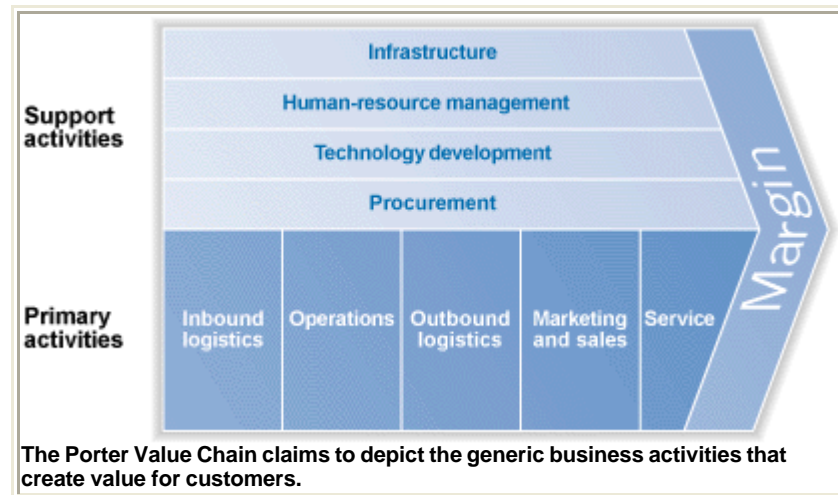 Support
activities
Infrastructure
Human-resource management
Technology development
Procurement
Margin
Primary
activities
Inbound
logistics
Operations
Outbound
logistics
Marketing
and sales
Service
The Porter Value Chain claims to depict the generic business activities that
create value for customers.